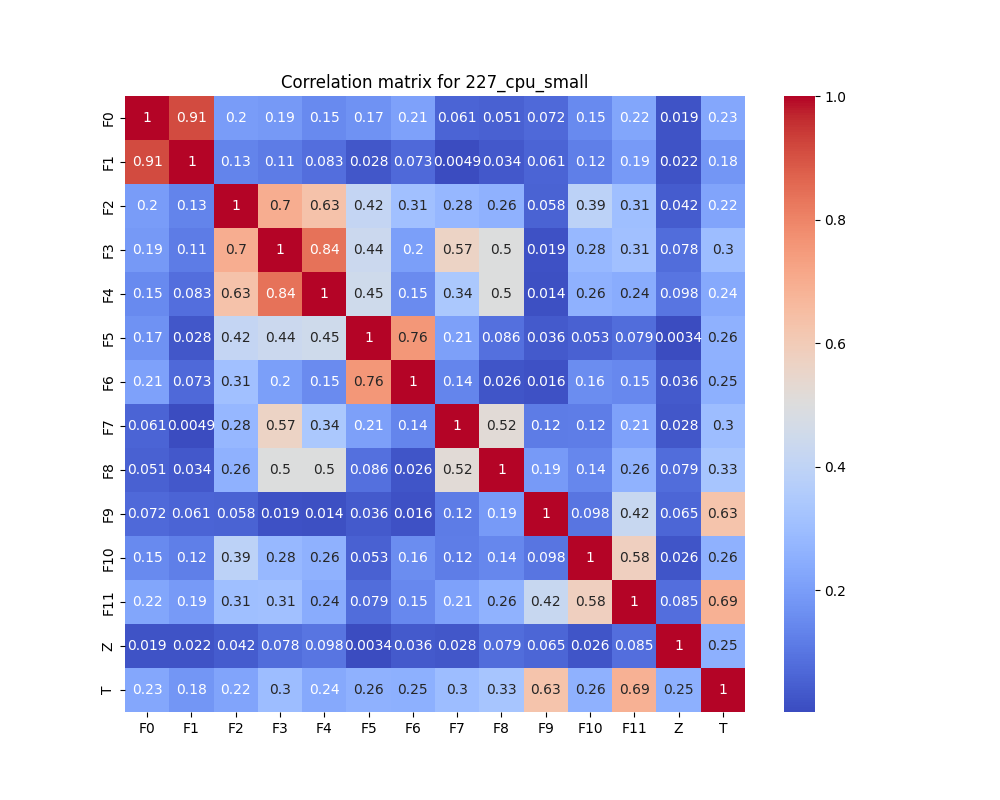 Correlation matrix for 227_cpu_small
F0 1 0.91 0.2 0.19 0.15 0.17 0.21 0.061 0.051 0.072 0.15 0.22 0.019 0.23
F1 0.91 1 0.13 0.11 0.083 0.028 0.073 0.0049 0.034 0.061 0.12 0.19 0.022 0.18
F2 0.2 0.13 1 0.7 0.63 0.42 0.31 0.28 0.26 0.058 0.39 0.31 0.042 0.22
F3 0.19 0.11 0.7 1 0.84 0.44 0.2 0.57 0.5 0.019 0.28 0.31 0.078 0.3
F4 0.15 0.083 0.63 0.84 1 0.45 0.15 0.34 0.5 0.014 0.26 0.24 0.098 0.24
F5 0.17 0.028 0.42 0.44 0.45 1 0.76 0.21 0.086 0.036 0.053 0.079 0.0034 0.26
F6 0.21 0.073 0.31 0.2 0.15 0.76 1 0.14 0.026 0.016 0.16 0.15 0.036 0.25
F7 0.061 0.0049 0.28 0.57 0.34 0.21 0.14 1 0.52 0.12 0.12 0.21 0.028 0.3
F8 0.051 0.034 0.26 0.5 0.5 0.086 0.026 0.52 1 0.19 0.14 0.26 0.079 0.33
F9 0.072 0.061 0.058 0.019 0.014 0.036 0.016 0.12 0.19 1 0.098 0.42 0.065 0.63
F10 0.15 0.12 0.39 0.28 0.26 0.053 0.16 0.12 0.14 0.098 1 0.58 0.026 0.26
F11 0.22 0.19 0.31 0.31 0.24 0.079 0.15 0.21 0.26 0.42 0.58 1 0.085 0.69
Z 0.019 0.022 0.042 0.078 0.098 0.0034 0.036 0.028 0.079 0.065 0.026 0.085 1 0.25
T 0.23 0.18 0.22 0.3 0.24 0.26 0.25 0.3 0.33 0.63 0.26 0.69 0.25 1
F0 F1 F2 F3 F4 F5 F6 F7 F8 F9 F10 F11 Z T
1.0
0.8
0.6
0.4
0.2